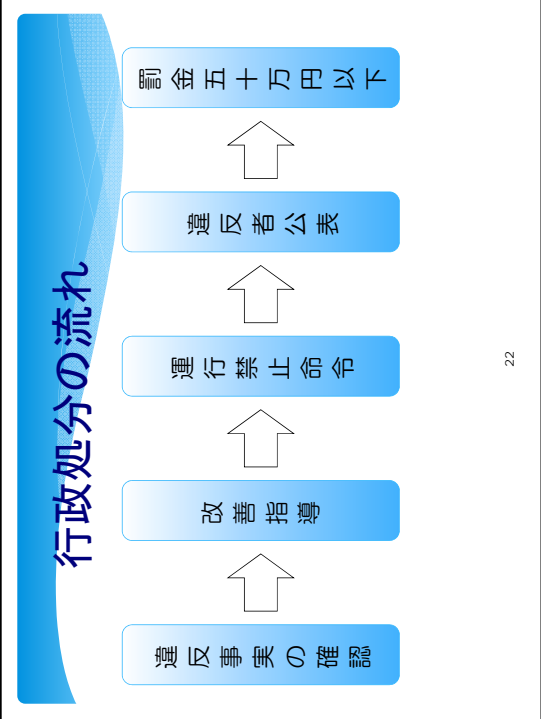 行政処分の流れ
違反事実の確認
改善指導
運行禁止命令
違反者公表
罰金五十万円以下
22